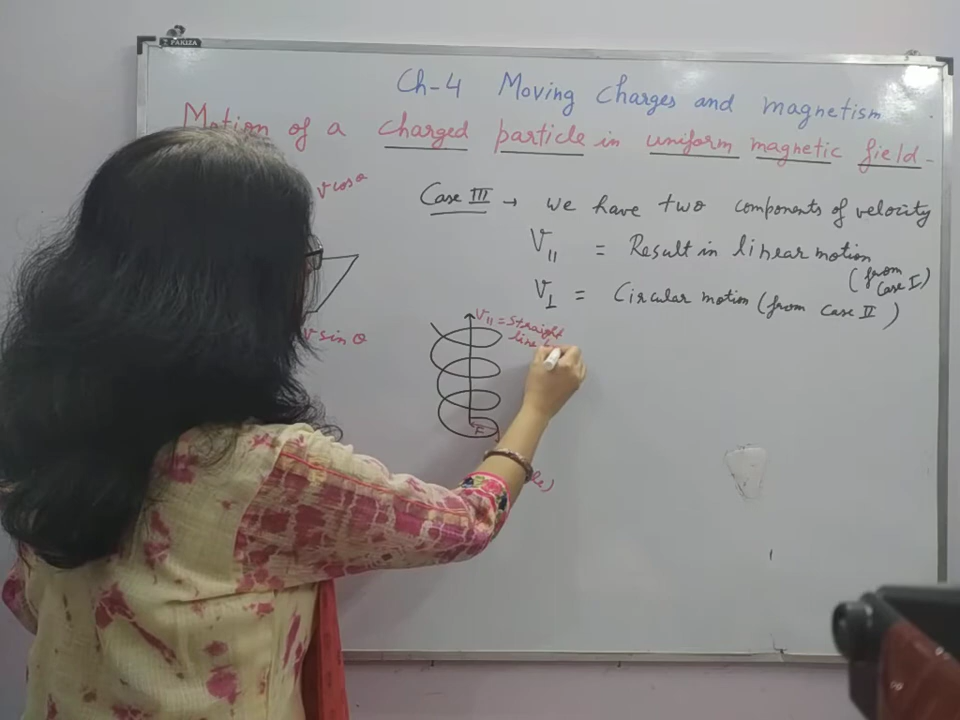 PAKIZA
Ch-4 Moving Charges and magnetism
Motion of a charged particle in uniform magnetic field -
v cos θ
Case III → we have two components of velocity
V॥ = Result in linear motion
(from Case I)
V⊥ = Circular motion (from Case II)
v sin θ
V॥ = Straight
line
F